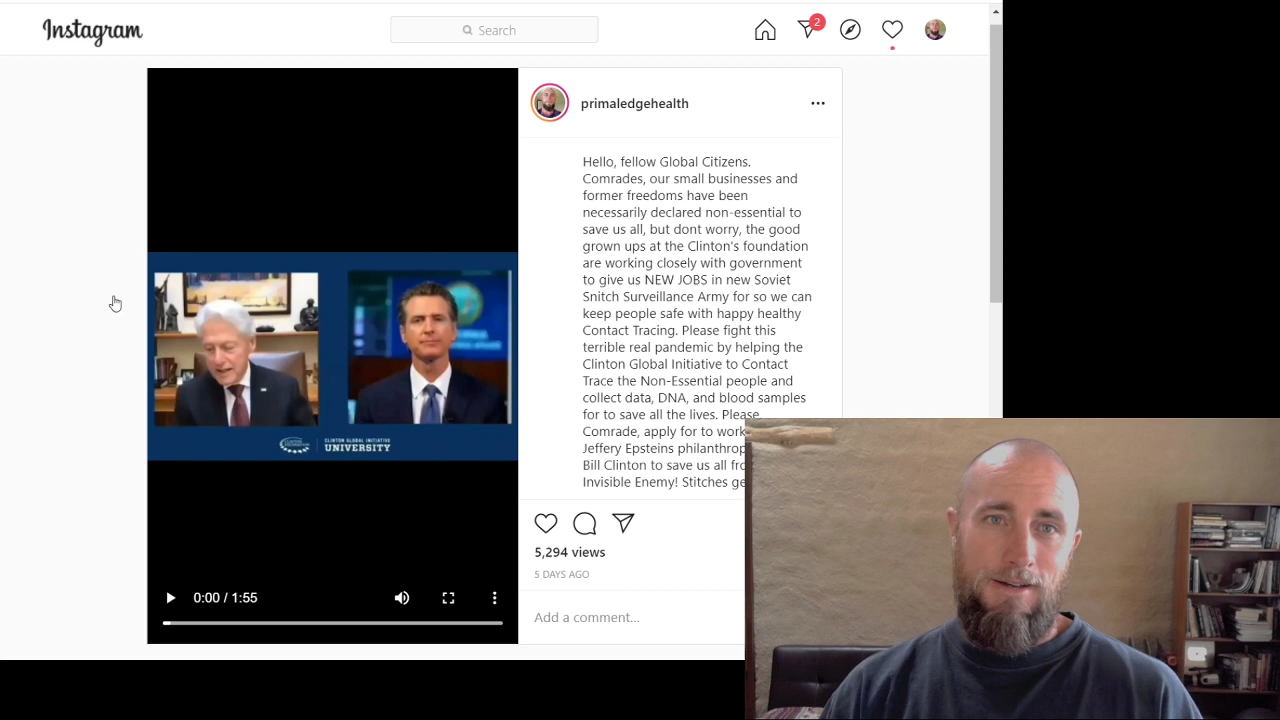 Instagram
Search
2
primaledgehealth
Hello, fellow Global Citizens.
Comrades, our small businesses and
former freedoms have been
necessarily declared non-essential to
save us all, but dont worry, the good
grown ups at the Clinton's foundation
are working closely with government
to give us NEW JOBS in new Soviet
Snitch Surveillance Army for so we can
keep people safe with happy healthy
Contact Tracing. Please fight this
terrible real pandemic by helping the
Clinton Global Initiative to Contact
Trace the Non-Essential people and
collect data, DNA, and blood samples
for to save all the lives. Please
Comrade, apply for to work
Jeffery Epsteins
Bill Clinton to save us all
Invisible Enemy! Stitches
CLINTON GLOBAL INITIATIVE
UNIVERSITY
5,294 views
5 DAYS AGO
0:00 / 1:55
Add a comment...